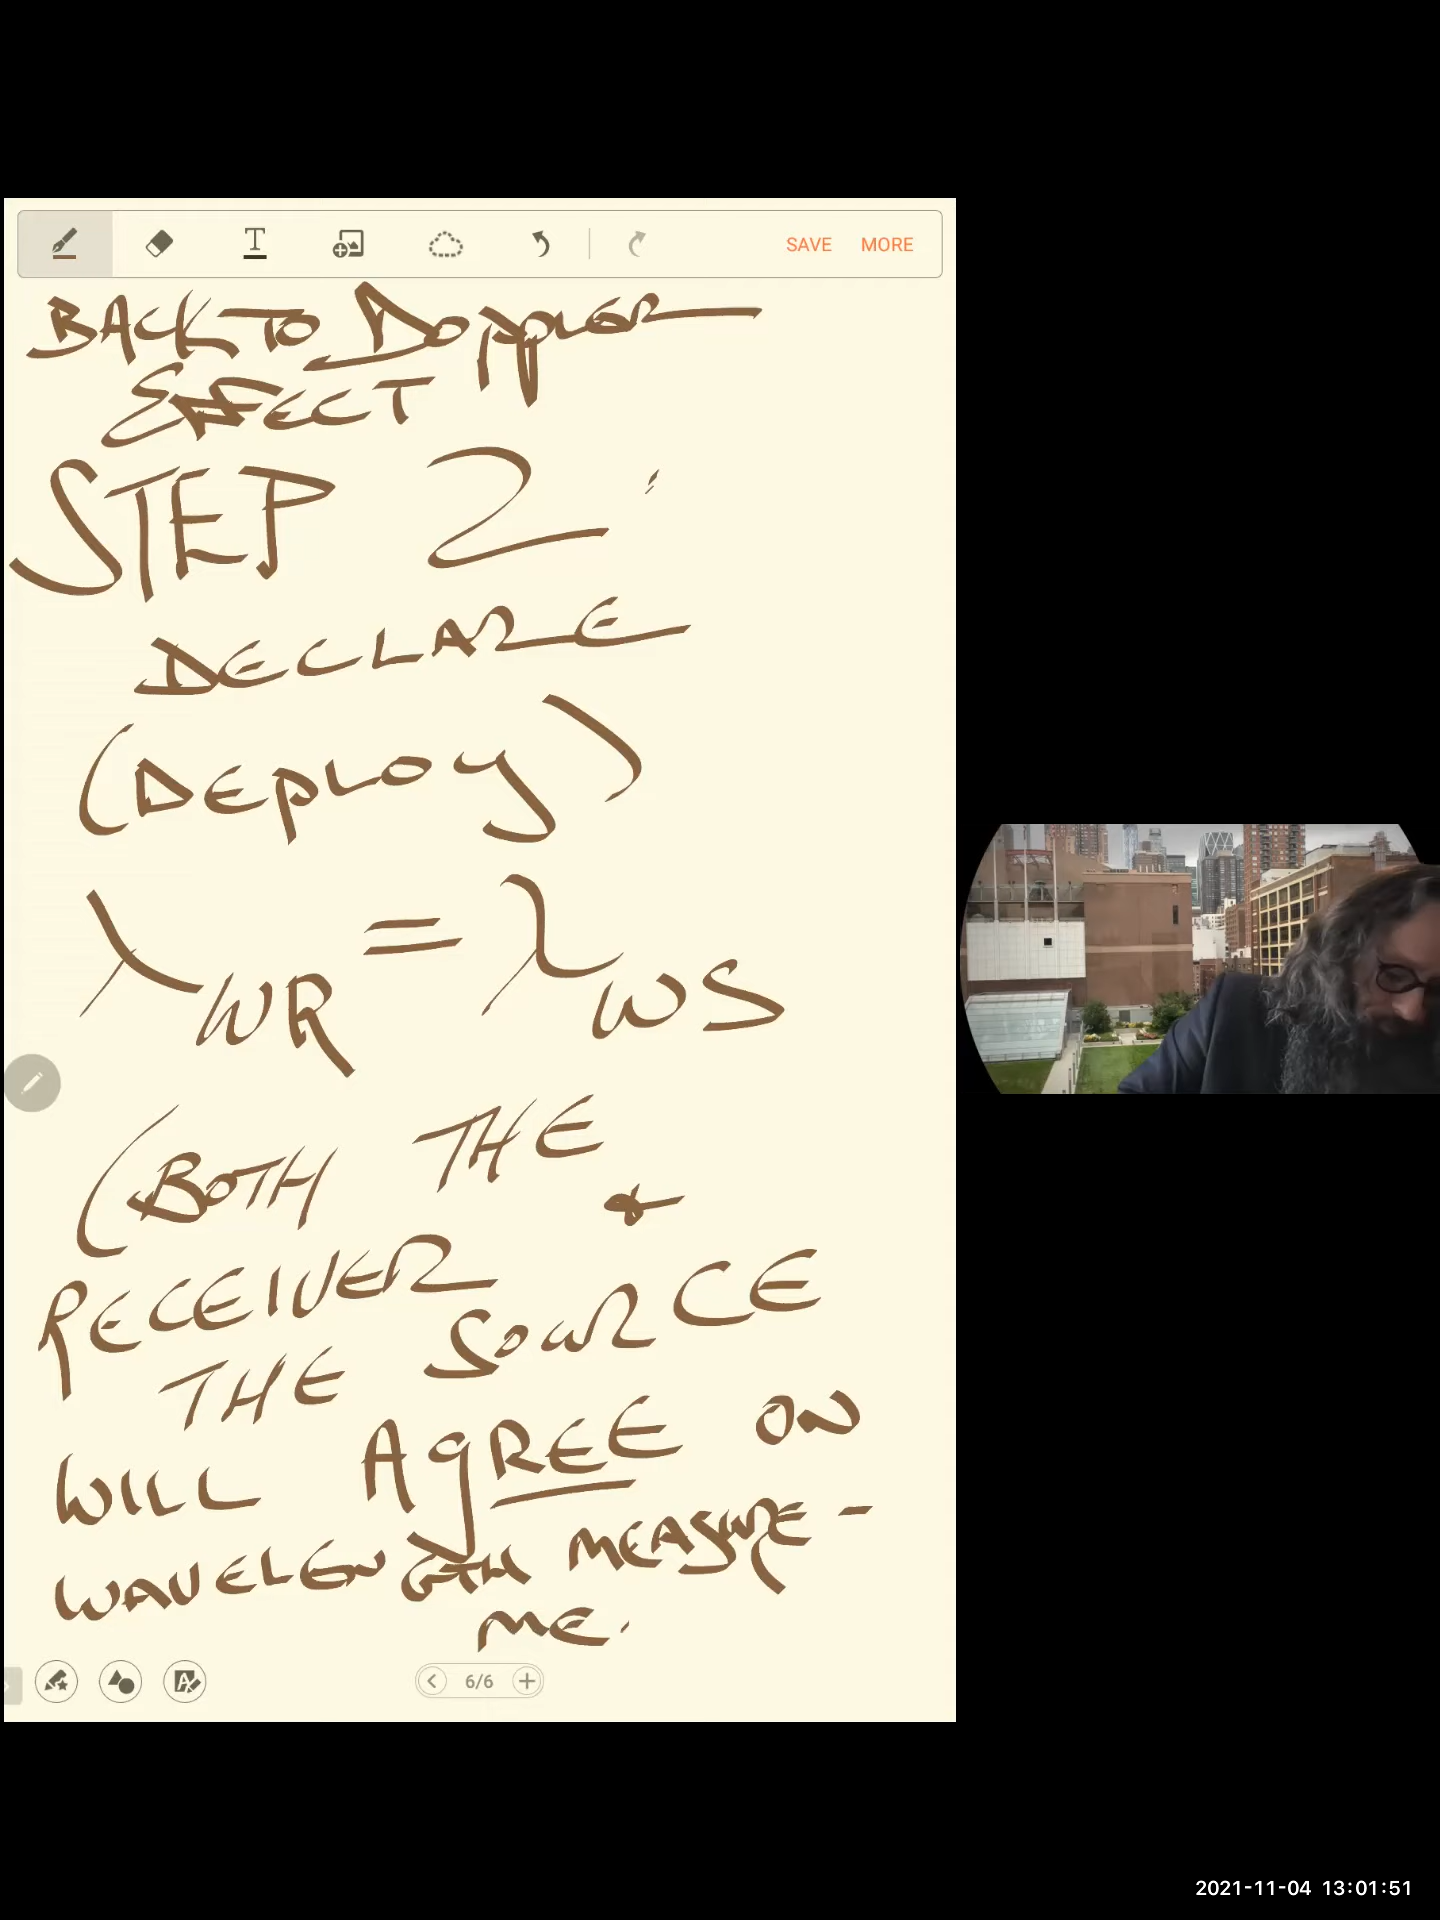 T
SAVE MORE
BACK TO DOPPLER
EFFECT
STEP 2:
DECLARE
(DEPLOY)
λWR = λWS
(BOTH THE
RECEIVER &
THE SOURCE
WILL AGREE ON
WAVELENGTH MEASURE-
ME.
A
6/6
2021-11-04 13:01:51